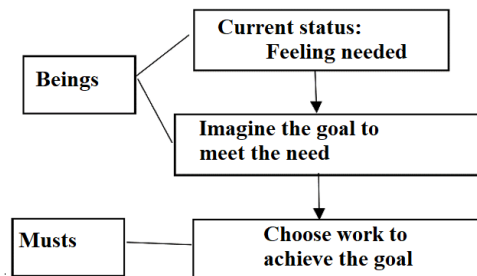 Current status:
Feeling needed
Beings
Imagine the goal to
meet the need
Musts
Choose work to
achieve the goal